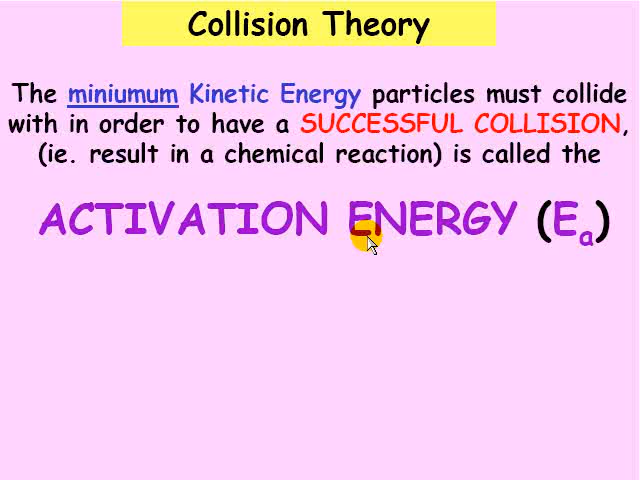 Collision Theory
The miniumum Kinetic Energy particles must collide
with in order to have a SUCCESSFUL COLLISION,
(ie. result in a chemical reaction) is called the
ACTIVATION ENERGY (Ea)